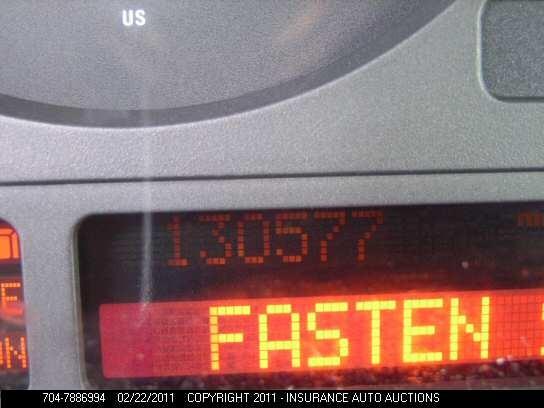 US
130577
FASTEN
704-7886994 02/22/2011 COPYRIGHT 2011 - INSURANCE AUTO AUCTIONS